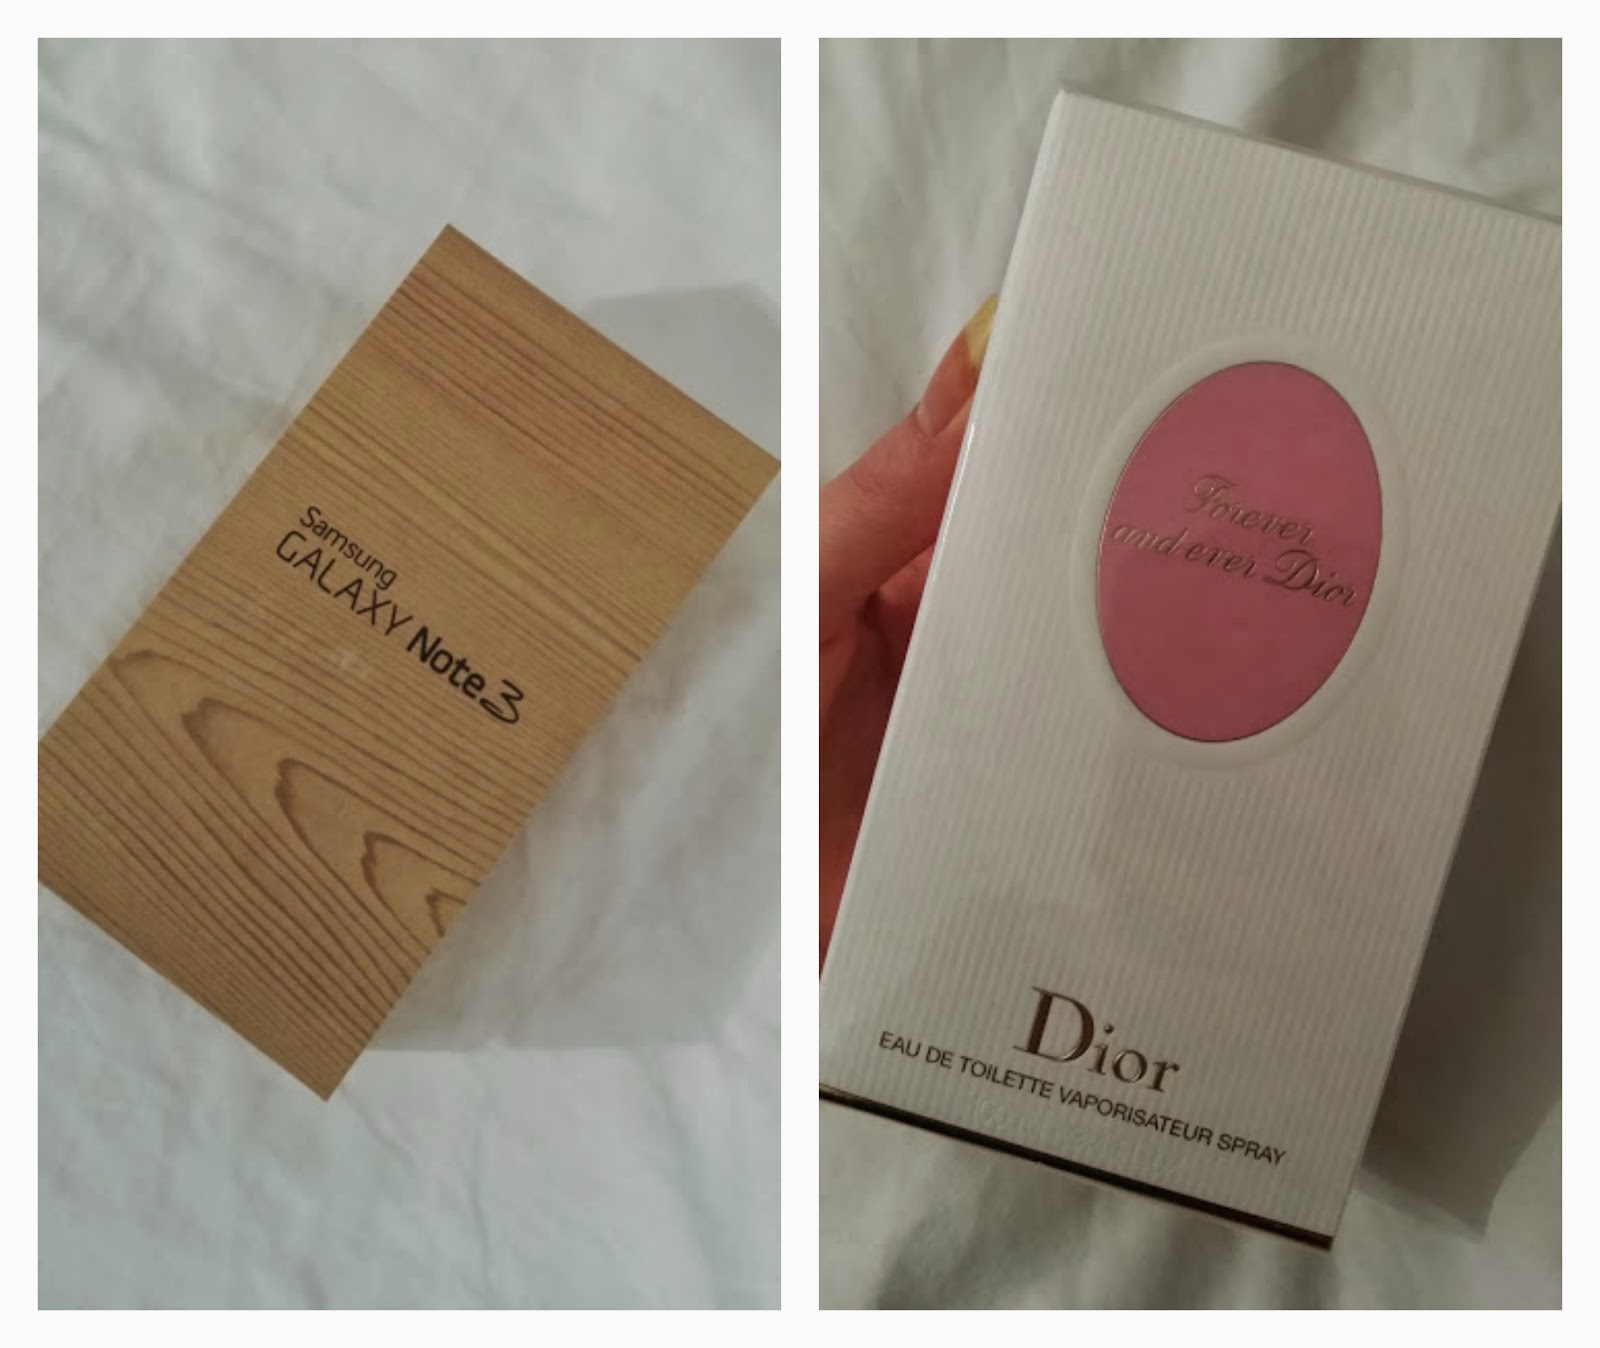 Samsung
GALAXY Note 3
Forever
and ever Dior
Dior
EAU DE TOILETTE VAPORISATEUR SPRAY